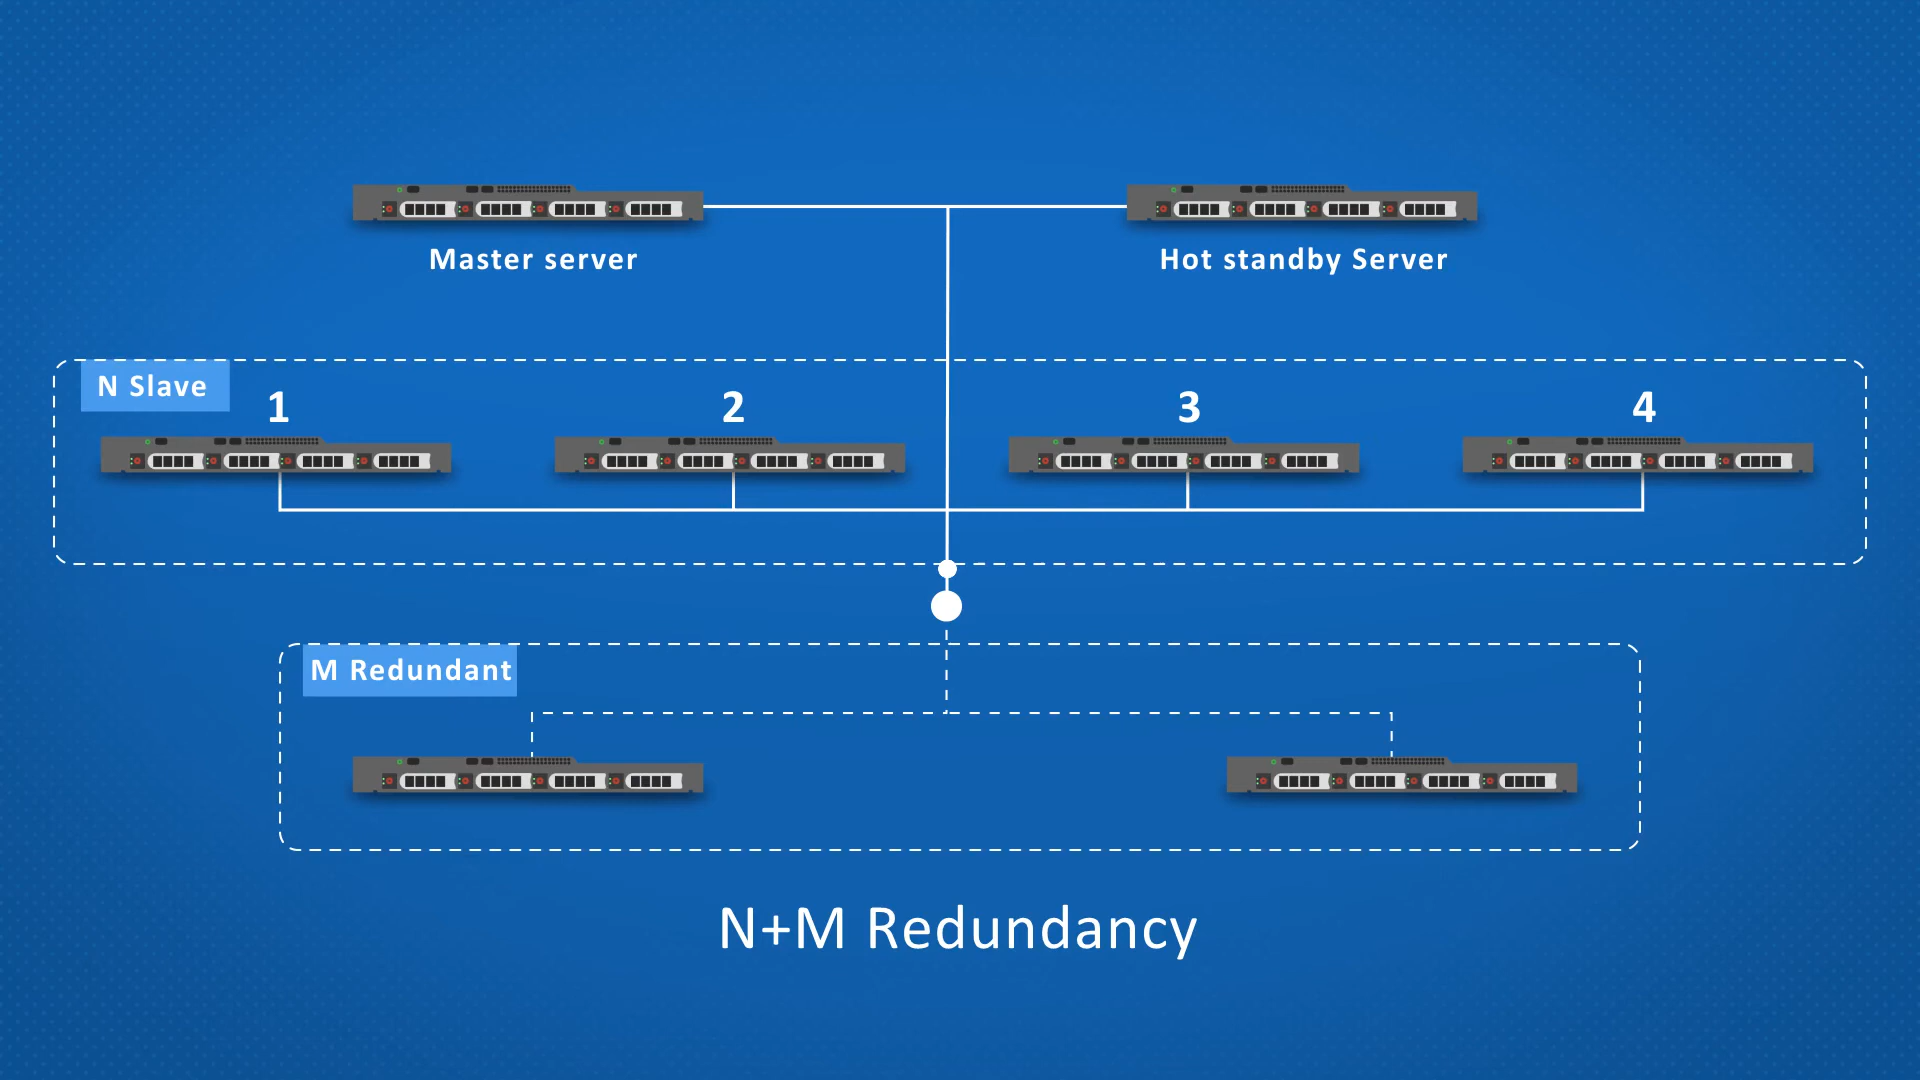 Master server
Hot standby Server
N Slave
1
2
3
4
M Redundant
N+M Redundancy